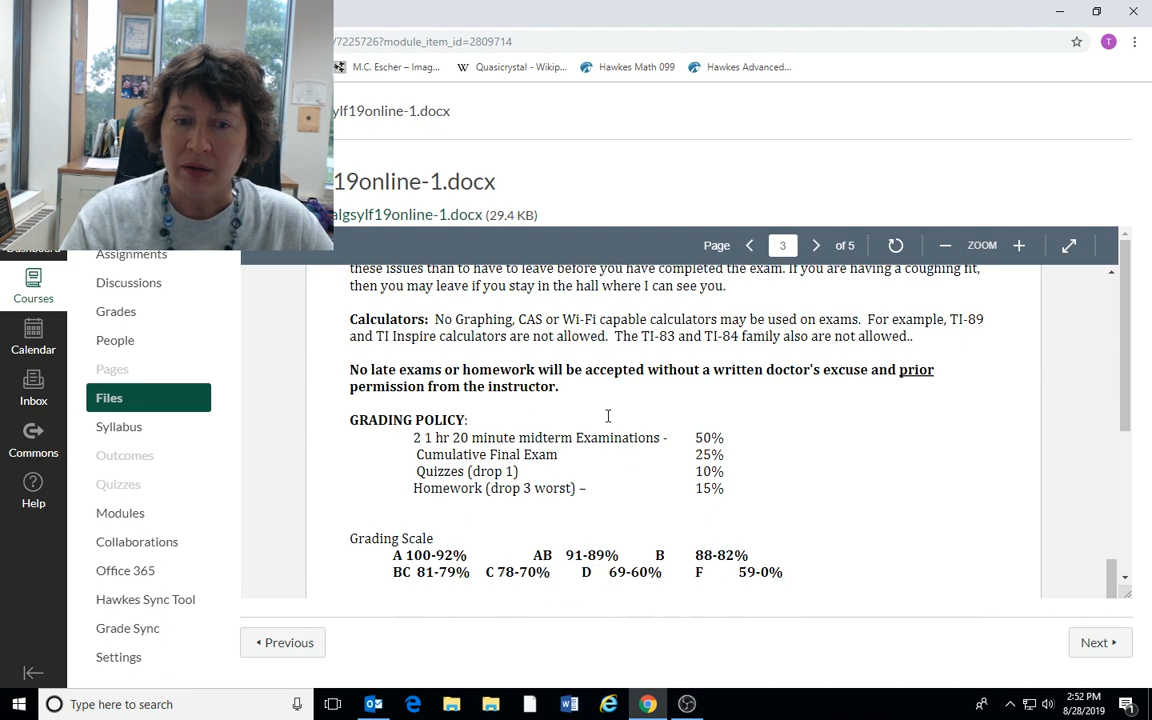 /7225726?module_item_id=2809714
T
M.C. Escher – Imag...
W Quasicrystal - Wikip...
Hawkes Math 099
Hawkes Advanced...
ylf19online-1.docx
19online-1.docx
algsylf19online-1.docx (29.4 KB)
Page 3 of 5 ZOOM
Courses
Calendar
Inbox
Commons
Help
Assignments
Discussions
Grades
People
Pages
Files
Syllabus
Outcomes
Quizzes
Modules
Collaborations
Office 365
Hawkes Sync Tool
Grade Sync
Settings
these issues than to have to leave before you have completed the exam. If you are having a coughing fit,
then you may leave if you stay in the hall where I can see you.
Calculators: No Graphing, CAS or Wi-Fi capable calculators may be used on exams. For example, TI-89
and TI Inspire calculators are not allowed. The TI-83 and TI-84 family also are not allowed..
No late exams or homework will be accepted without a written doctor's excuse and prior
permission from the instructor.
GRADING POLICY:
2 1 hr 20 minute midterm Examinations - 50%
Cumulative Final Exam 25%
Quizzes (drop 1) 10%
Homework (drop 3 worst) – 15%
Grading Scale
A 100-92% AB 91-89% B 88-82%
BC 81-79% C 78-70% D 69-60% F 59-0%
Previous
Next
Type here to search
2:52 PM
8/28/2019
1